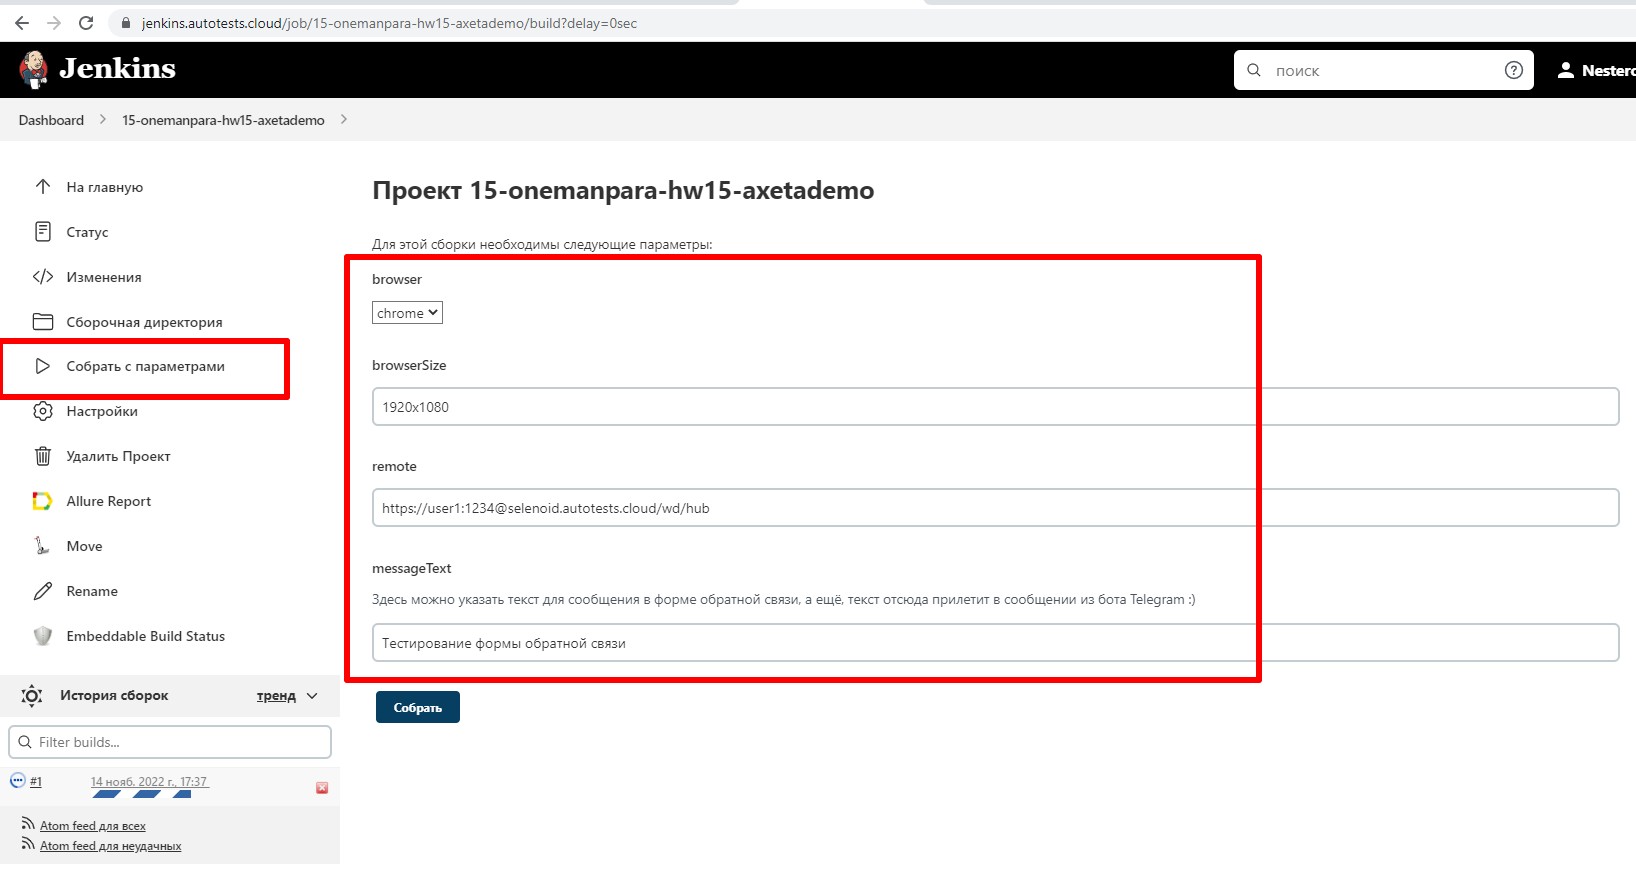 jenkins.autotests.cloud/job/15-onemanpara-hw15-axetademo/build?delay=0sec
Jenkins
поиск
?
Dashboard
15-onemanpara-hw15-axetademo
На главную
Статус
Изменения
Сборочная директория
Собрать с параметрами
Настройки
Удалить Проект
Allure Report
Move
Rename
Embeddable Build Status
История сборок
тренд
Filter builds...
#1
14 нояб. 2022 г., 17:37
Atom feed для всех
Atom feed для неудачных
Проект 15-onemanpara-hw15-axetademo
Для этой сборки необходимы следующие параметры:
browser
chrome
browserSize
1920x1080
remote
https://user1:1234@selenoid.autotests.cloud/wd/hub
messageText
Здесь можно указать текст для сообщения в форме обратной связи, а ещё, текст отсюда прилетит в сообщении из бота Telegram :)
Тестирование формы обратной связи
Собрать